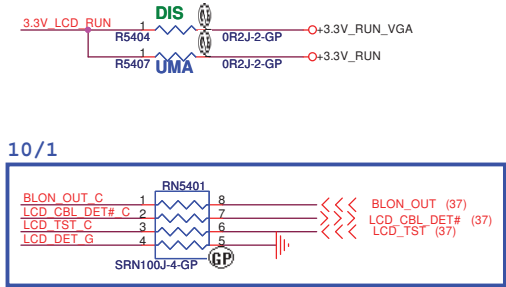 DIS
3.3V_LCD_RUN 1 +3.3V_RUN_VGA
R5404 0R2J-2-GP
1 +3.3V_RUN
R5407 UMA 0R2J-2-GP
10/1
RN5401
BLON_OUT_C 1 8 BLON_OUT (37)
LCD_CBL_DET#_C 2 7 LCD_CBL_DET# (37)
LCD_TST_C 3 6 LCD_TST (37)
LCD_DET_G 4 5
SRN100J-4-GP GP